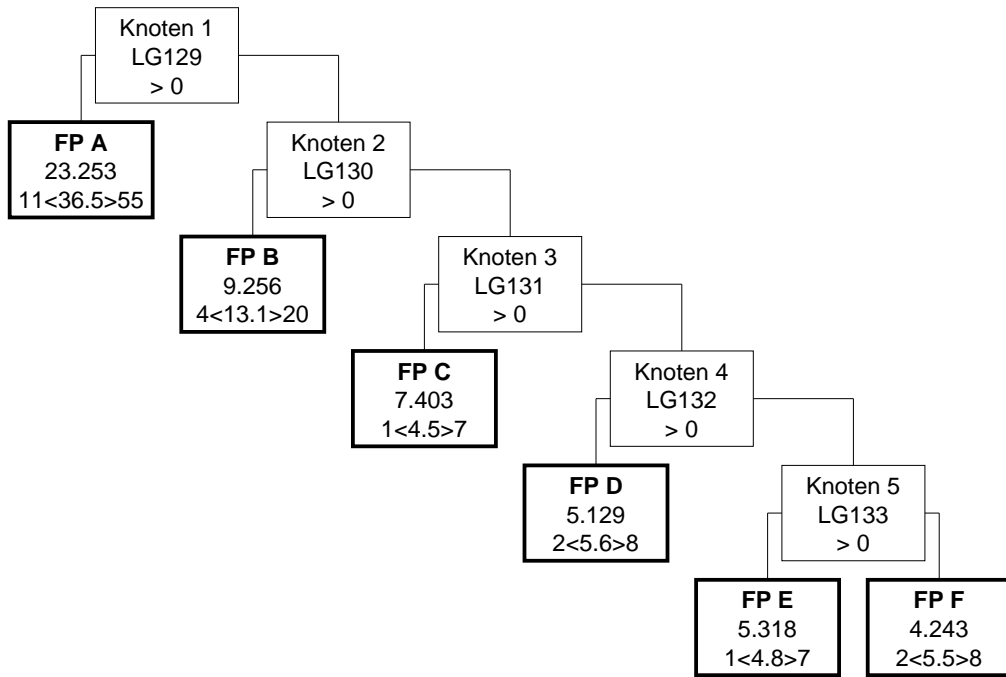 Knoten 1
LG129
> 0
FP A
23.253
11<36.5>55
Knoten 2
LG130
> 0
FP B
9.256
4<13.1>20
Knoten 3
LG131
> 0
FP C
7.403
1<4.5>7
Knoten 4
LG132
> 0
FP D
5.129
2<5.6>8
Knoten 5
LG133
> 0
FP E
5.318
1<4.8>7
FP F
4.243
2<5.5>8